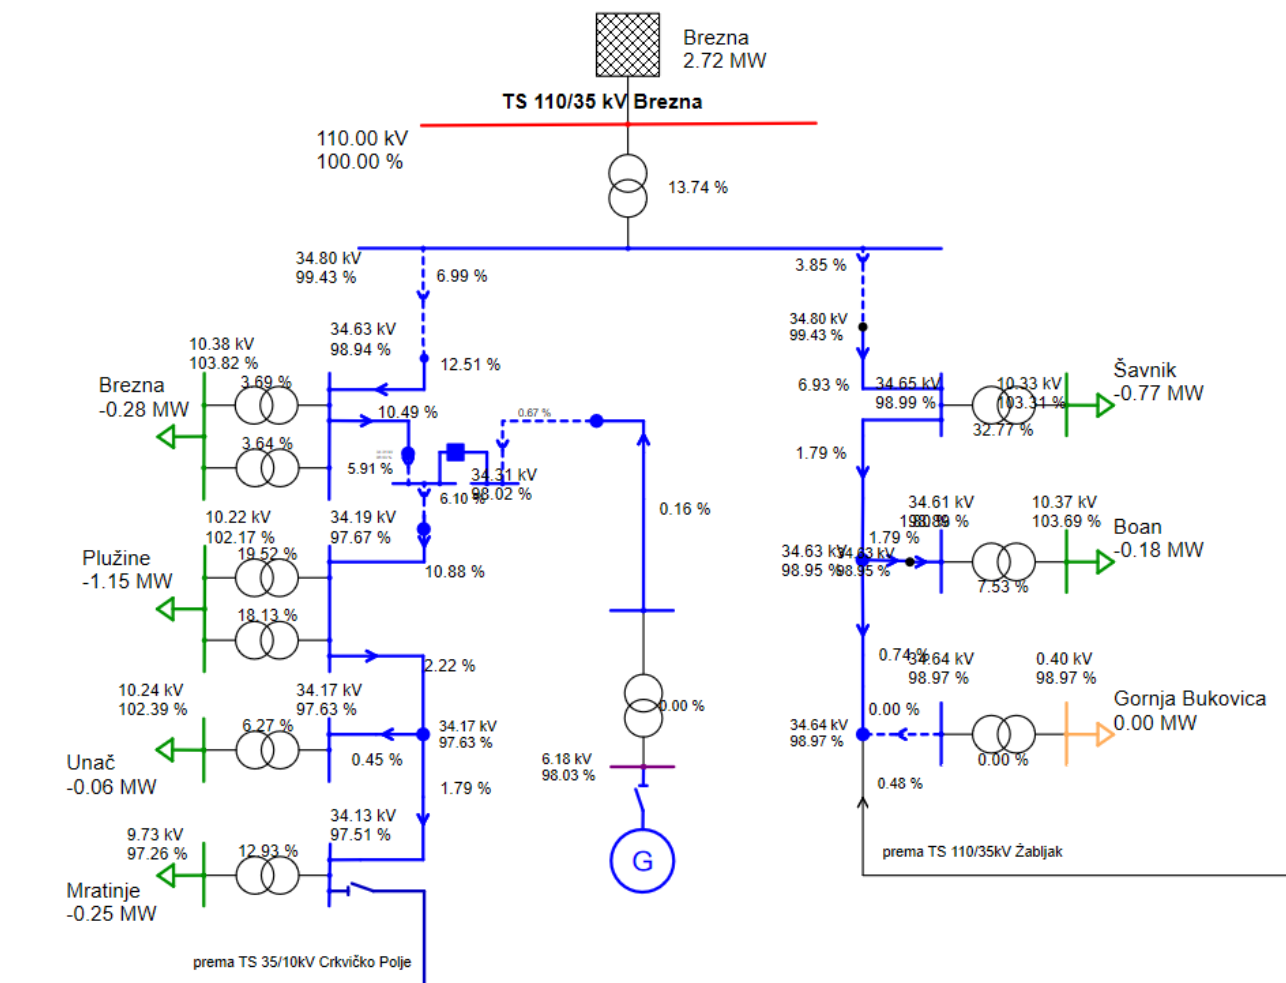 Brezna
2.72 MW
TS 110/35 kV Brezna
110.00 kV
100.00 %
13.74 %
34.80 kV
99.43 %
6.99 %
3.85 %
34.80 kV
99.43 %
34.63 kV
98.94 %
12.51 %
10.38 kV
103.82 %
3.69 %
Brezna
-0.28 MW
3.64 %
10.49 %
0.67 %
5.91 %
6.10 %
34.31 kV
98.02 %
6.93 %
34.65 kV
98.99 %
10.33 kV
103.31 %
32.77 %
Šavnik
-0.77 MW
1.79 %
10.22 kV
102.17 %
19.52 %
34.19 kV
97.67 %
Plužine
-1.15 MW
18.13 %
10.88 %
0.16 %
34.61 kV
1.79 %
34.63 kV
98.95 %
34.63 kV
98.95 %
10.37 kV
103.69 %
7.53 %
Boan
-0.18 MW
2.22 %
0.74 %
34.64 kV
98.97 %
0.40 kV
98.97 %
Gornja Bukovica
0.00 MW
0.00 %
0.00 %
34.64 kV
98.97 %
0.48 %
10.24 kV
102.39 %
6.27 %
34.17 kV
97.63 %
34.17 kV
97.63 %
Unač
-0.06 MW
0.45 %
1.79 %
0.00 %
6.18 kV
98.03 %
G
9.73 kV
97.26 %
12.93 %
34.13 kV
97.51 %
Mratinje
-0.25 MW
prema TS 110/35kV Žabljak
prema TS 35/10kV Crkvičko Polje